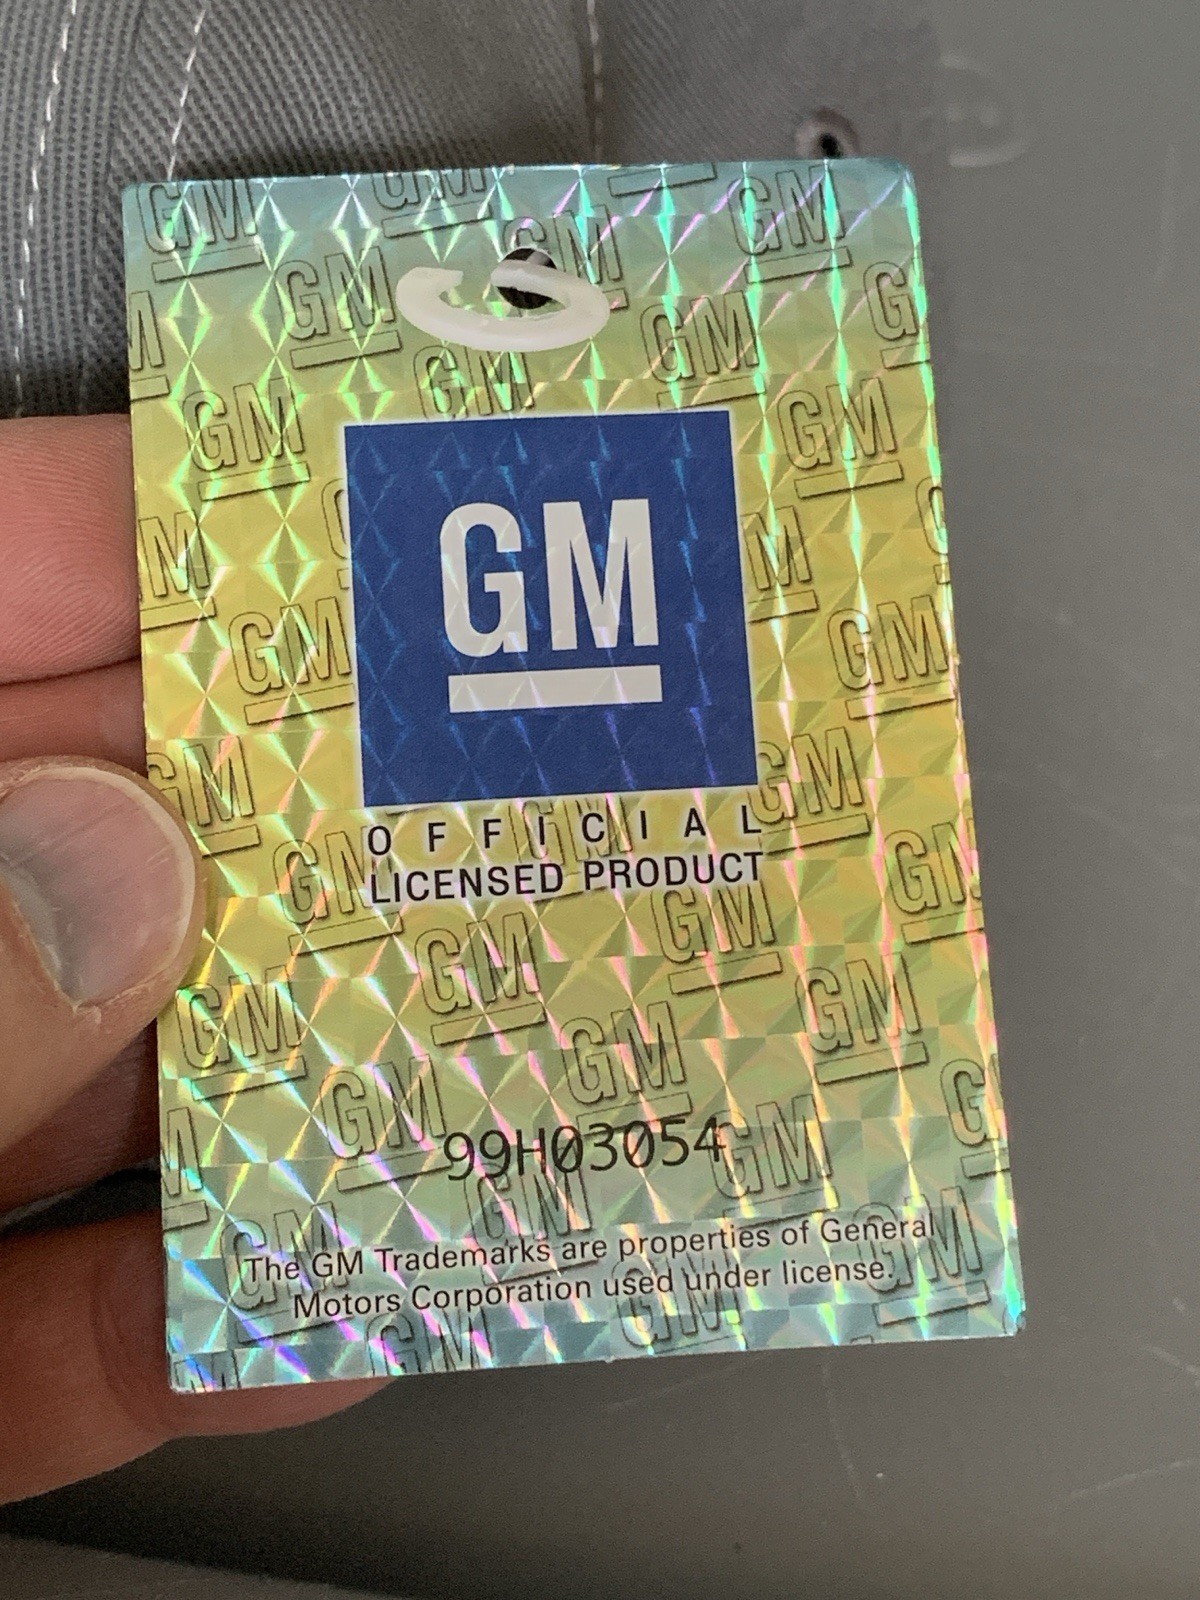 GM
OFFICIAL
LICENSED PRODUCT
99H03054
The GM Trademarks are properties of General
Motors Corporation used under license.